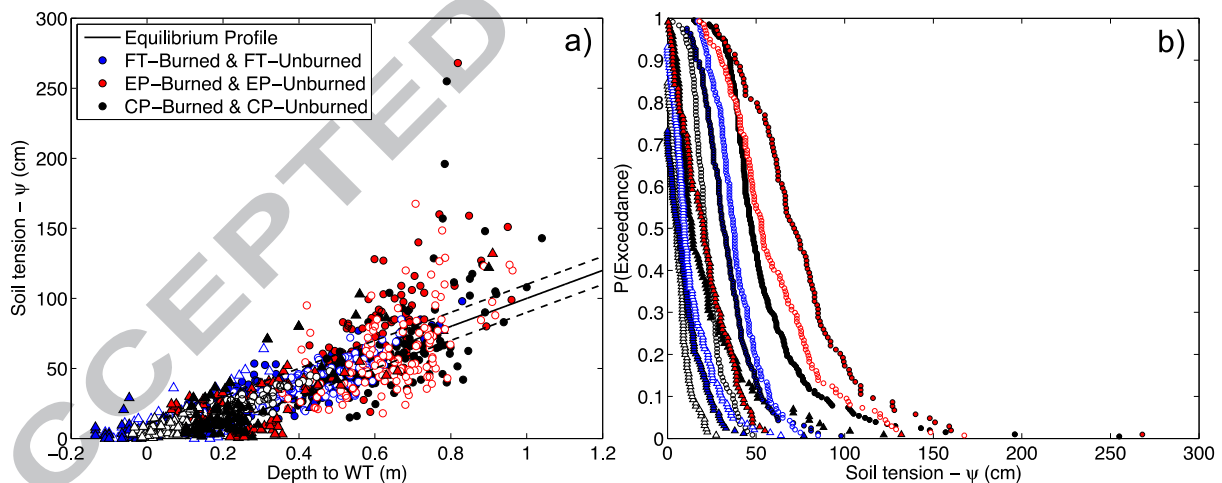 CCEPTED
a)
300
250
200
150
100
50
0
Soil tension − ψ (cm)
Equilibrium Profile
FT−Burned & FT−Unburned
EP−Burned & EP−Unburned
CP−Burned & CP−Unburned
−0.2 0 0.2 0.4 0.6 0.8 1 1.2
Depth to WT (m)
b)
1
0.9
0.8
0.7
0.6
0.5
0.4
0.3
0.2
0.1
0
P(Exceedance)
0 50 100 150 200 250 300
Soil tension − ψ (cm)